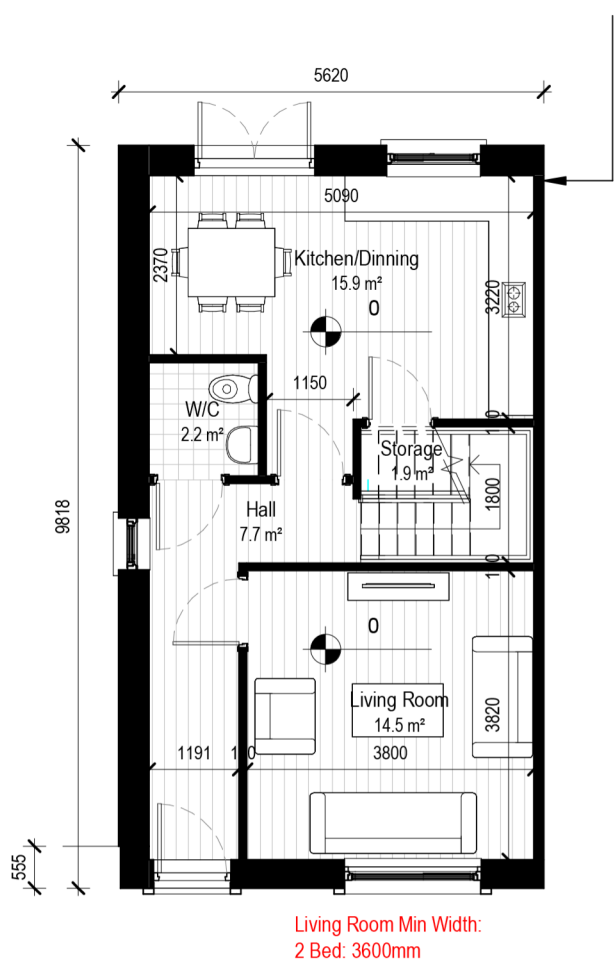 5620
5090
2370
Kitchen/Dinning
15.9 m²
0
3220
1150
W/C
2.2 m²
Storage
1.9 m²
1800
Hall
7.7 m²
9818
0
Living Room
14.5 m²
3820
1191
3800
555
Living Room Min Width:
2 Bed: 3600mm